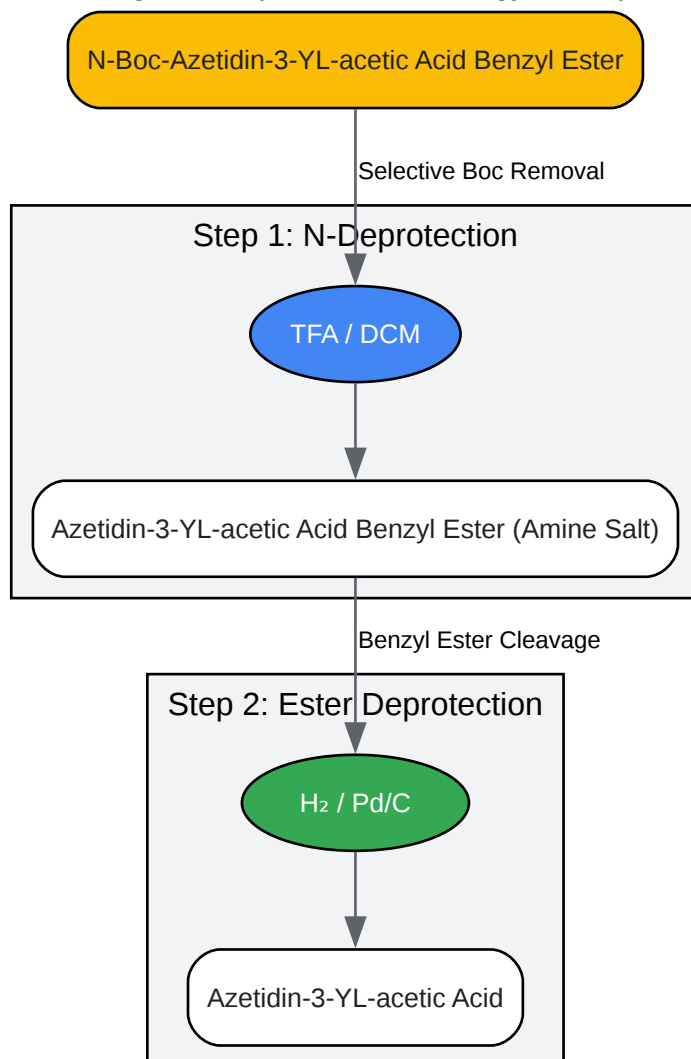 N-Boc-Azetidin-3-YL-acetic Acid Benzyl Ester
Selective Boc Removal
Step 1: N-Deprotection
TFA / DCM
Azetidin-3-YL-acetic Acid Benzyl Ester (Amine Salt)
Benzyl Ester Cleavage
Step 2: Ester Deprotection
H₂ / Pd/C
Azetidin-3-YL-acetic Acid